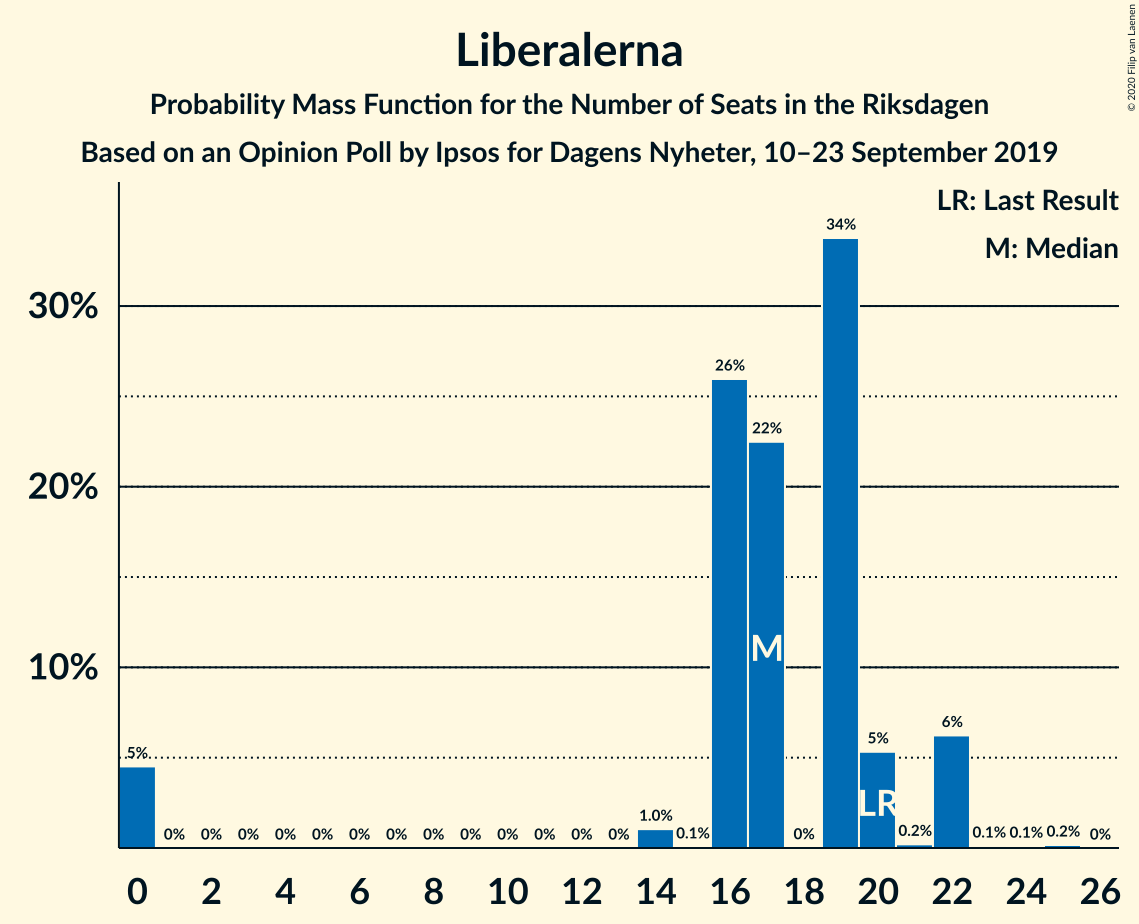 Liberalerna
Probability Mass Function for the Number of Seats in the Riksdagen
Based on an Opinion Poll by Ipsos for Dagens Nyheter, 10–23 September 2019
© 2020 Filip van Laenen
LR: Last Result
M: Median
30%
20%
10%
5% 0% 0% 0% 0% 0% 0% 0% 0% 0% 0% 0% 0% 0% 1.0% 0.1% 26% 22% 0% 34% 5% 0.2% 6% 0.1% 0.1% 0.2% 0%
M
LR
0 2 4 6 8 10 12 14 16 18 20 22 24 26